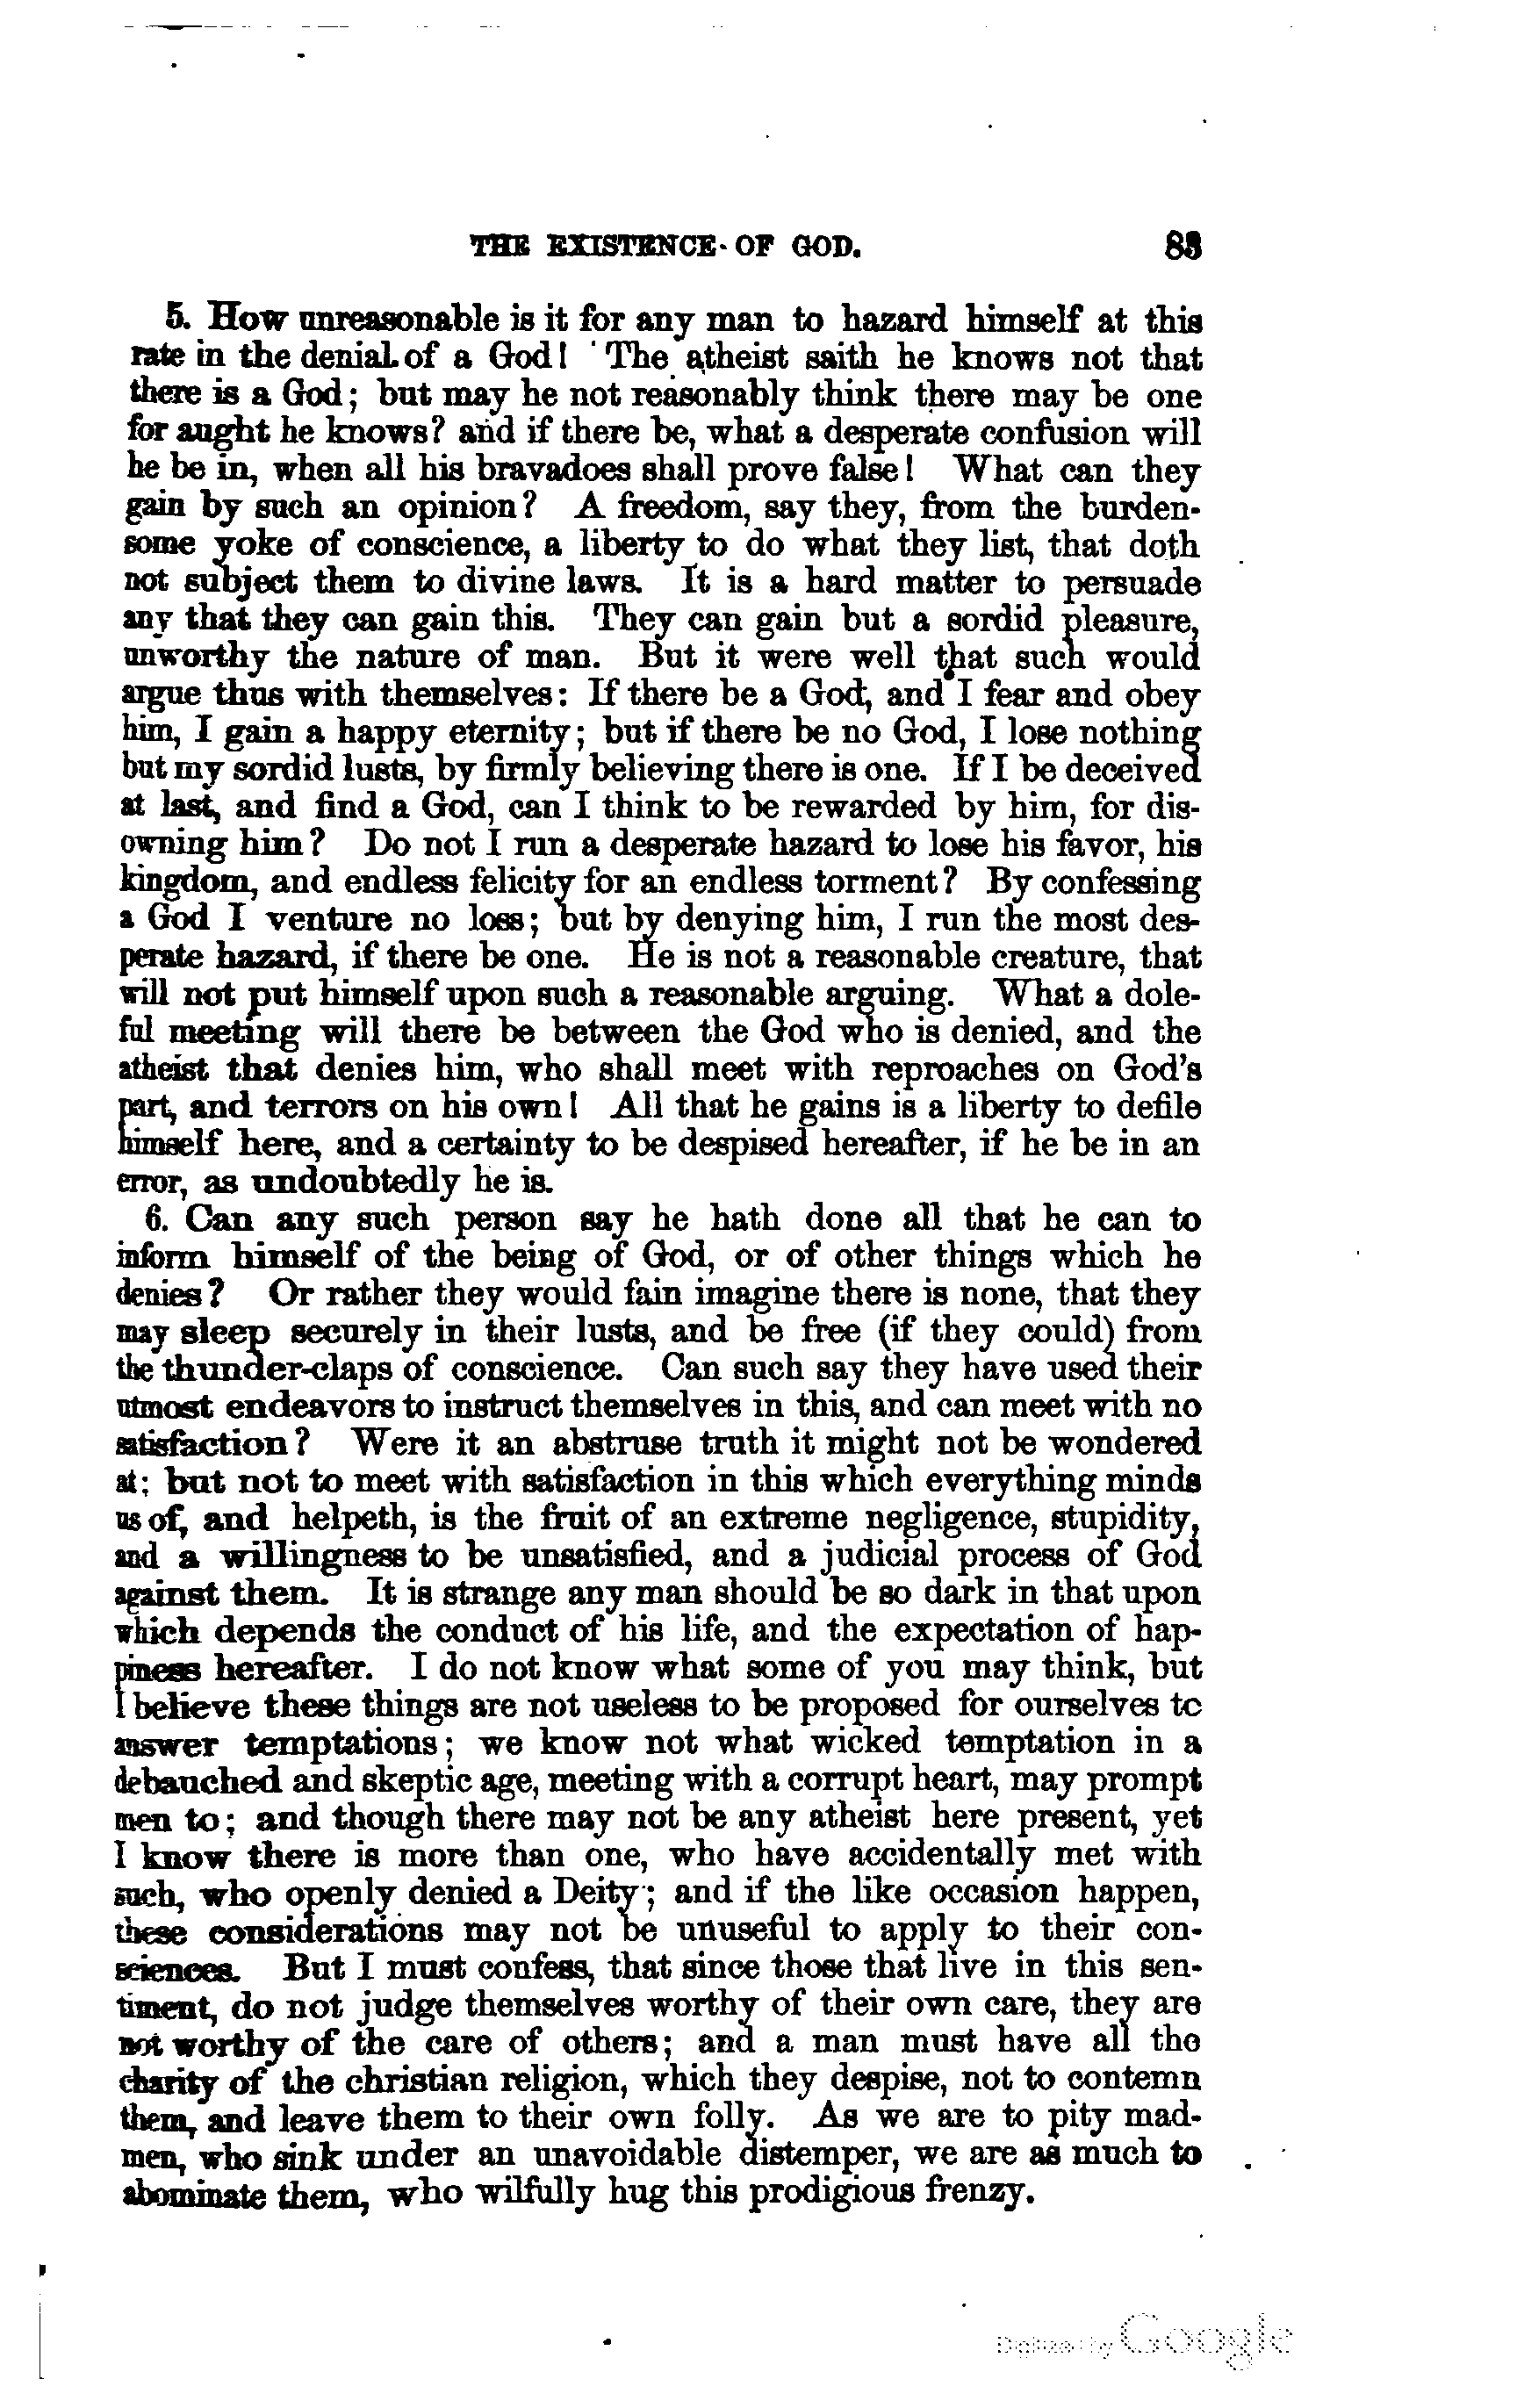 THE EXISTENCE OF GOD. 83
5. How unreasonable is it for any man to hazard himself at this
rate in the denial of a God! The atheist saith he knows not that
there is a God; but may he not reasonably think there may be one
for aught he knows? and if there be, what a desperate confusion will
he be in, when all his bravadoes shall prove false! What can they
gain by such an opinion? A freedom, say they, from the burden-
some yoke of conscience, a liberty to do what they list, that doth
not subject them to divine laws. It is a hard matter to persuade
any that they can gain this. They can gain but a sordid pleasure,
unworthy the nature of man. But it were well that such would
argue thus with themselves: If there be a God, and I fear and obey
him, I gain a happy eternity; but if there be no God, I lose nothing
but my sordid lusts, by firmly believing there is one. If I be deceived
at last, and find a God, can I think to be rewarded by him, for dis-
owning him? Do not I run a desperate hazard to lose his favor, his
kingdom, and endless felicity for an endless torment? By confessing
a God I venture no loss; but by denying him, I run the most des-
perate hazard, if there be one. He is not a reasonable creature, that
will not put himself upon such a reasonable arguing. What a dole-
ful meeting will there be between the God who is denied, and the
atheist that denies him, who shall meet with reproaches on God's
part, and terrors on his own! All that he gains is a liberty to defile
himself here, and a certainty to be despised hereafter, if he be in an
error, as undoubtedly he is.
6. Can any such person say he hath done all that he can to
inform himself of the being of God, or of other things which he
denies? Or rather they would fain imagine there is none, that they
may sleep securely in their lusts, and be free (if they could) from
the thunder-claps of conscience. Can such say they have used their
utmost endeavors to instruct themselves in this, and can meet with no
satisfaction? Were it an abstruse truth it might not be wondered
at; but not to meet with satisfaction in this which everything minds
us of, and helpeth, is the fruit of an extreme negligence, stupidity,
and a willingness to be unsatisfied, and a judicial process of God
against them. It is strange any man should be so dark in that upon
which depends the conduct of his life, and the expectation of hap-
piness hereafter. I do not know what some of you may think, but
I believe these things are not useless to be proposed for ourselves to
answer temptations; we know not what wicked temptation in a
debauched and skeptic age, meeting with a corrupt heart, may prompt
men to; and though there may not be any atheist here present, yet
I know there is more than one, who have accidentally met with
such, who openly denied a Deity; and if the like occasion happen,
these considerations may not be unuseful to apply to their con-
sciences. But I must confess, that since those that live in this sen-
timent, do not judge themselves worthy of their own care, they are
not worthy of the care of others; and a man must have all the
charity of the christian religion, which they despise, not to contemn
them, and leave them to their own folly. As we are to pity mad-
men, who sink under an unavoidable distemper, we are as much to
abominate them, who wilfully hug this prodigious frenzy.
Digitized by Google